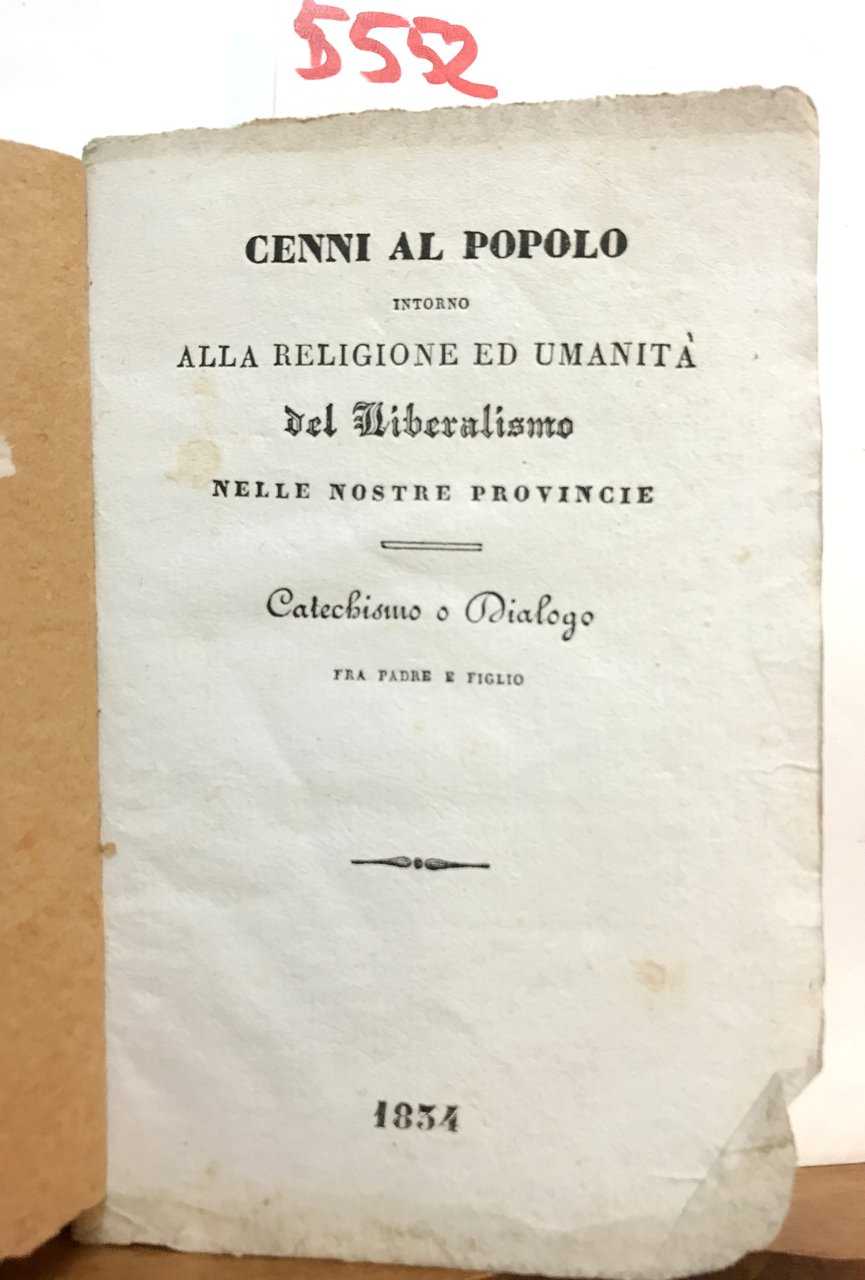 5552
CENNI AL POPOLO
INTORNO
ALLA RELIGIONE ED UMANITÀ
del Liberalismo
NELLE NOSTRE PROVINCIE
Catechismo o Dialogo
FRA PADRE E FIGLIO
1834